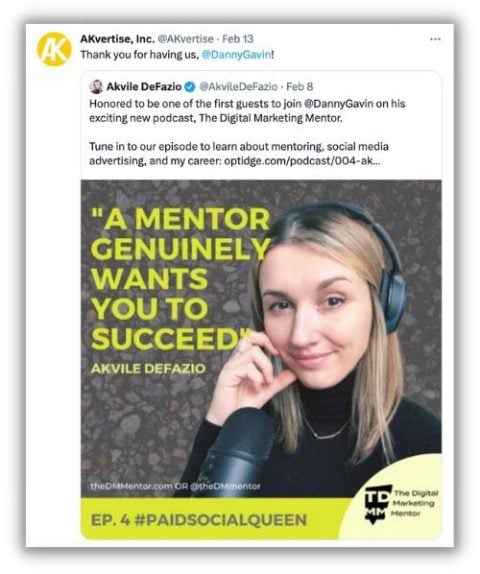 AK
AKvertise, Inc. @AKvertise · Feb 13
Thank you for having us, @DannyGavin!
Akvile DeFazio @AkvileDeFazio · Feb 8
Honored to be one of the first guests to join @DannyGavin on his
exciting new podcast, The Digital Marketing Mentor.
Tune in to our episode to learn about mentoring, social media
advertising, and my career: optidge.com/podcast/004-ak...
"A MENTOR
GENUINELY
WANTS
YOU TO
SUCCEED"
AKVILE DEFAZIO
theDMMentor.com OR @theDMmentor
EP. 4 #PAIDSOCIALQUEEN
TD
MM
The Digital
Marketing
Mentor